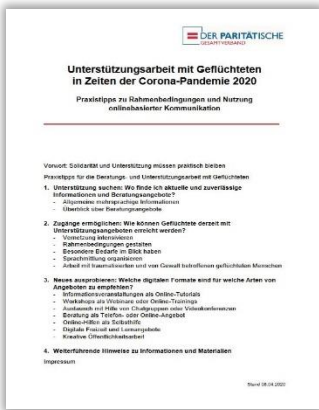 DER PARITÄTISCHE
GESAMTVERBAND
Unterstützungsarbeit mit Geflüchteten
in Zeiten der Corona-Pandemie 2020
Praxistipps zu Rahmenbedingungen und Nutzung
onlinebasierter Kommunikation
Vorwort: Solidarität und Unterstützung müssen praktisch bleiben
Praxistipps für die Beratungs- und Unterstützungsarbeit mit Geflüchteten
1. Unterstützung suchen: Wo finde ich aktuelle und zuverlässige
Informationen und Beratungsangebote?
- Allgemeine mehrsprachige Informationen
- Überblick über Beratungsangebote
2. Zugänge ermöglichen: Wie können Geflüchtete derzeit mit
Unterstützungsangeboten erreicht werden?
- Vernetzung intensivieren
- Rahmenbedingungen gestalten
- Besondere Bedarfe im Blick haben
- Sprachmittlung organisieren
- Arbeit mit traumatisierten und von Gewalt betroffenen geflüchteten Menschen
3. Neues ausprobieren: Welche digitalen Formate sind für welche Arten von
Angeboten zu empfehlen?
- Informationsveranstaltungen als Online-Tutorials
- Workshops als Webinare oder Online-Trainings
- Austausch mit Hilfe von Chatgruppen oder Videokonferenzen
- Beratung als Telefon- oder Online-Angebot
- Online-Hilfen als Selbsthilfe
- Digitale Freizeit und Lernangebote
- Kreative Öffentlichkeitsarbeit
4. Weiterführende Hinweise zu Informationen und Materialien
Impressum
Stand 08.04.2020